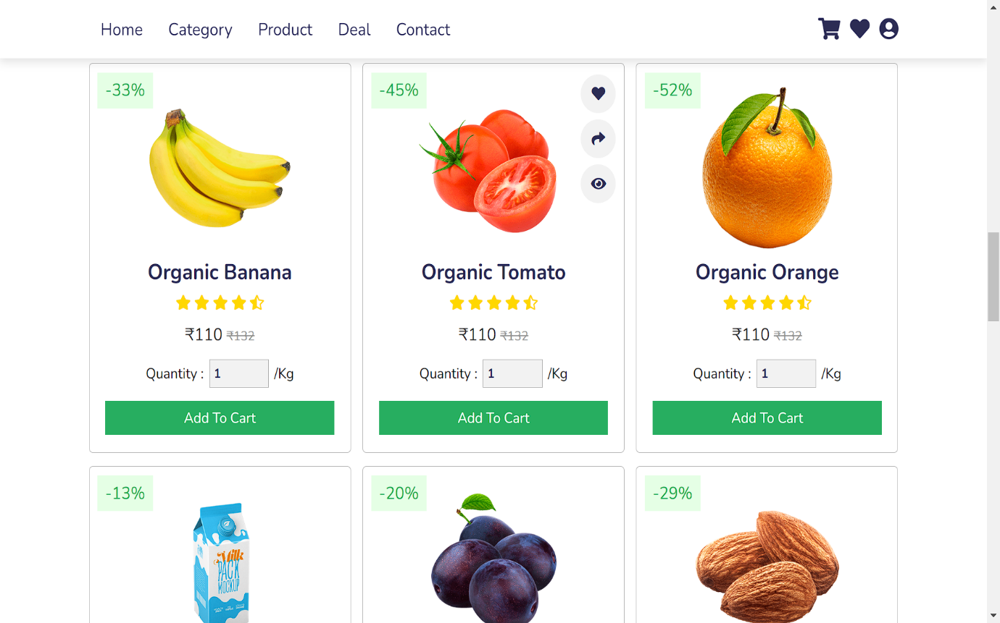 Home Category Product Deal Contact
-33%
Organic Banana
₹110 ₹132
Quantity : 1 /Kg
Add To Cart
-45%
Organic Tomato
₹110 ₹132
Quantity : 1 /Kg
Add To Cart
-52%
Organic Orange
₹110 ₹132
Quantity : 1 /Kg
Add To Cart
-13%
Milk
PACK
MOCKUP
-20%
-29%